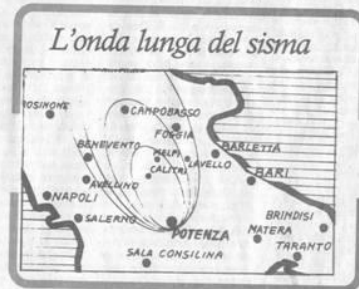 L'onda lunga del sisma
ROSINONE
CAMPOBASSO
FOGGIA
BENEVENTO
MELFI
LAVELLO
BARLETTA
CALITRI
AVELLINO
BARI
NAPOLI
SALERNO
POTENZA
BRINDISI
MATERA
TARANTO
SALA CONSILINA